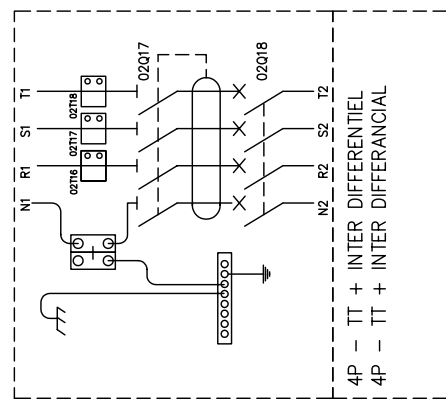 02Q17
02Q18
T1
02T18
T2
S1
02T17
S2
R1
02T16
R2
N1
N2
4P - TT + INTER DIFFERENTIEL
4P - TT + INTER DIFFERANCIAL